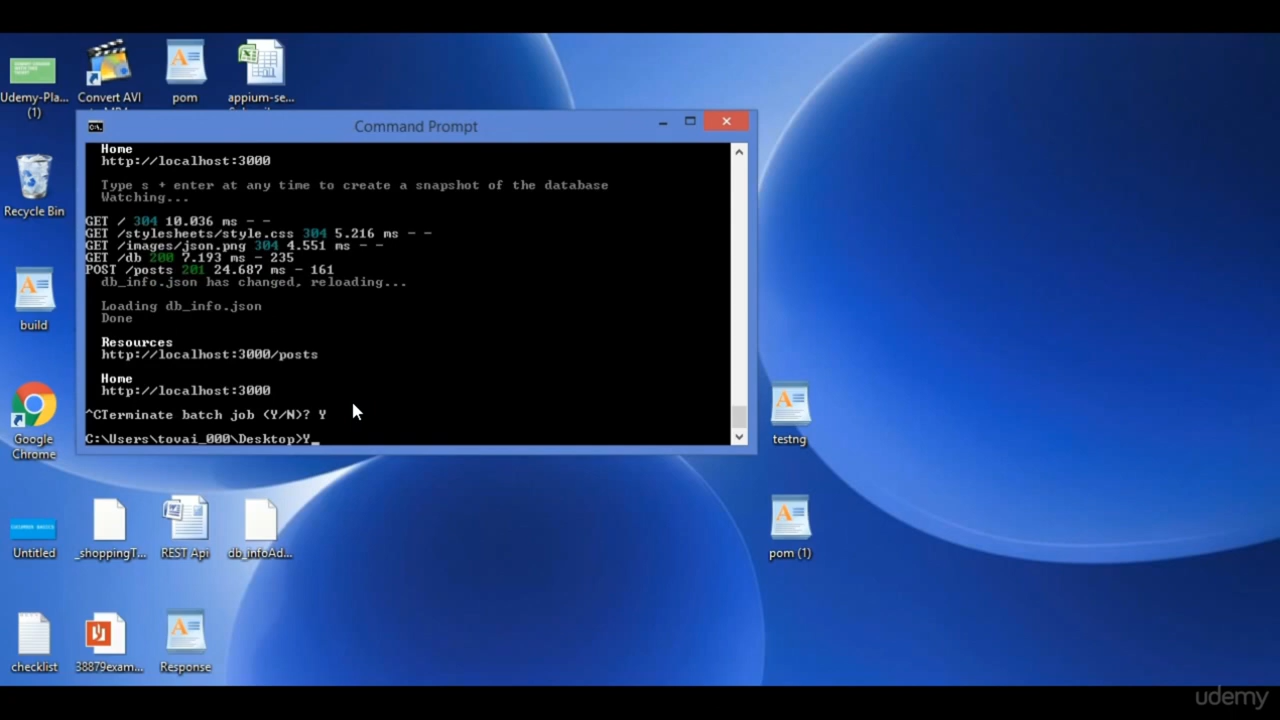 Udemy-Pla...
(1)
Convert AVI
pom
appium-se...
Recycle Bin
build
Google
Chrome
Untitled
_shoppingT...
REST Api
db_infoAd...
checklist
38879exam...
Response
testng
pom (1)
Command Prompt
Home
http://localhost:3000
Type s + enter at any time to create a snapshot of the database
Watching...
GET / 304 10.036 ms - -
GET /stylesheets/style.css 304 5.216 ms - -
GET /images/json.png 304 4.551 ms - -
GET /db 200 7.193 ms - 235
POST /posts 201 24.687 ms - 161
db_info.json has changed, reloading...
Loading db_info.json
Done
Resources
http://localhost:3000/posts
Home
http://localhost:3000
^CTerminate batch job (Y/N)? Y
C:\Users\tovai_000\Desktop>Y_
udemy